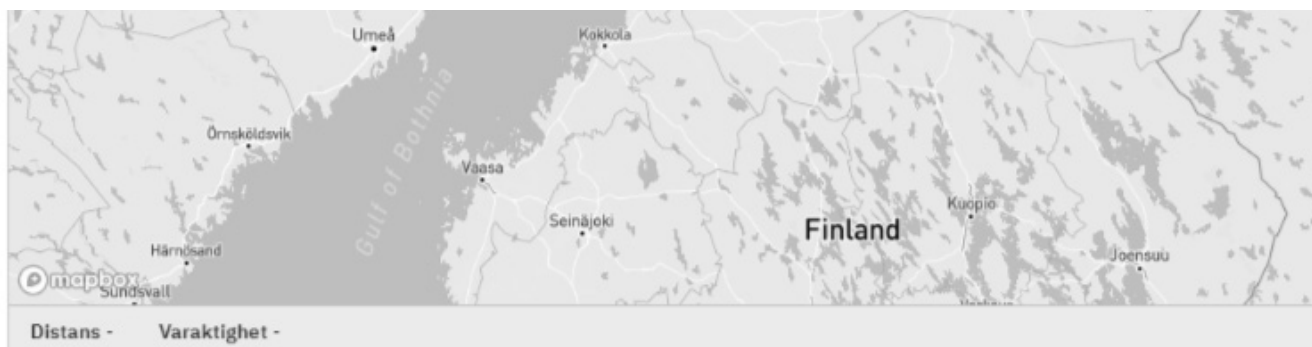 Umeå
Kokkola
Örnsköldsvik
Gulf of Bothnia
Vaasa
Kuopio
Seinäjoki
Finland
Härnösand
Joensuu
mapbox
Sundsvall
Distans - Varaktighet -